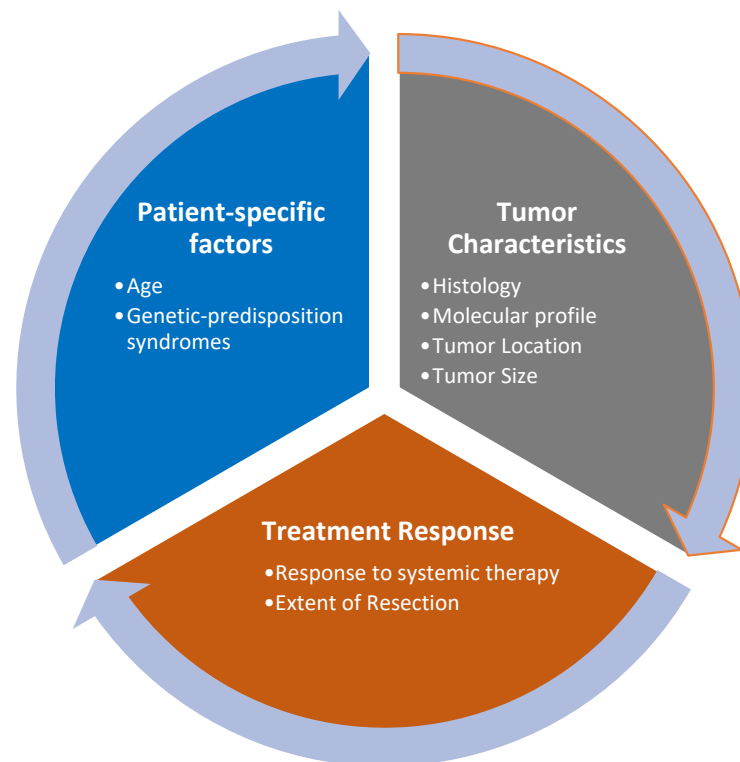 Patient-specific
factors
•Age
•Genetic-predisposition
syndromes
Tumor
Characteristics
•Histology
•Molecular profile
•Tumor Location
•Tumor Size
Treatment Response
•Response to systemic therapy
•Extent of Resection